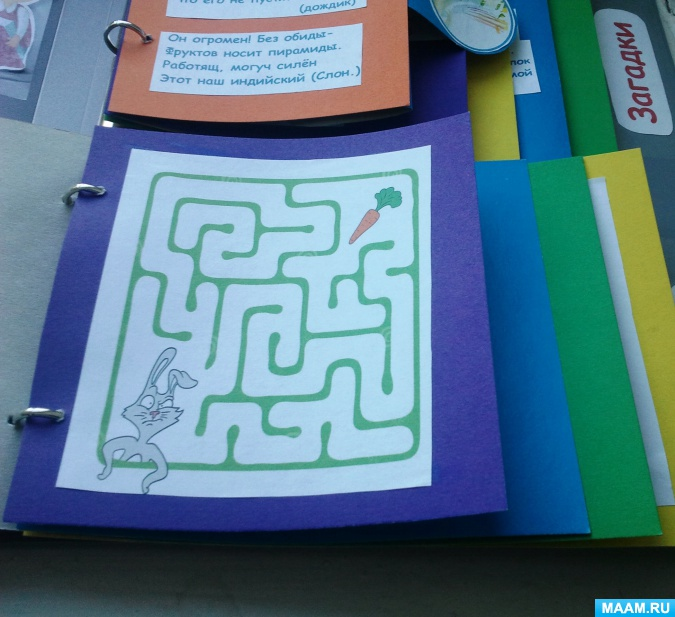 (дождик)
Он огромен! Без обиды-
Фруктов носит пирамиды.
Работящ, могуч силён
Этот наш индийский (Слон.)
Загадки
MAAM.RU